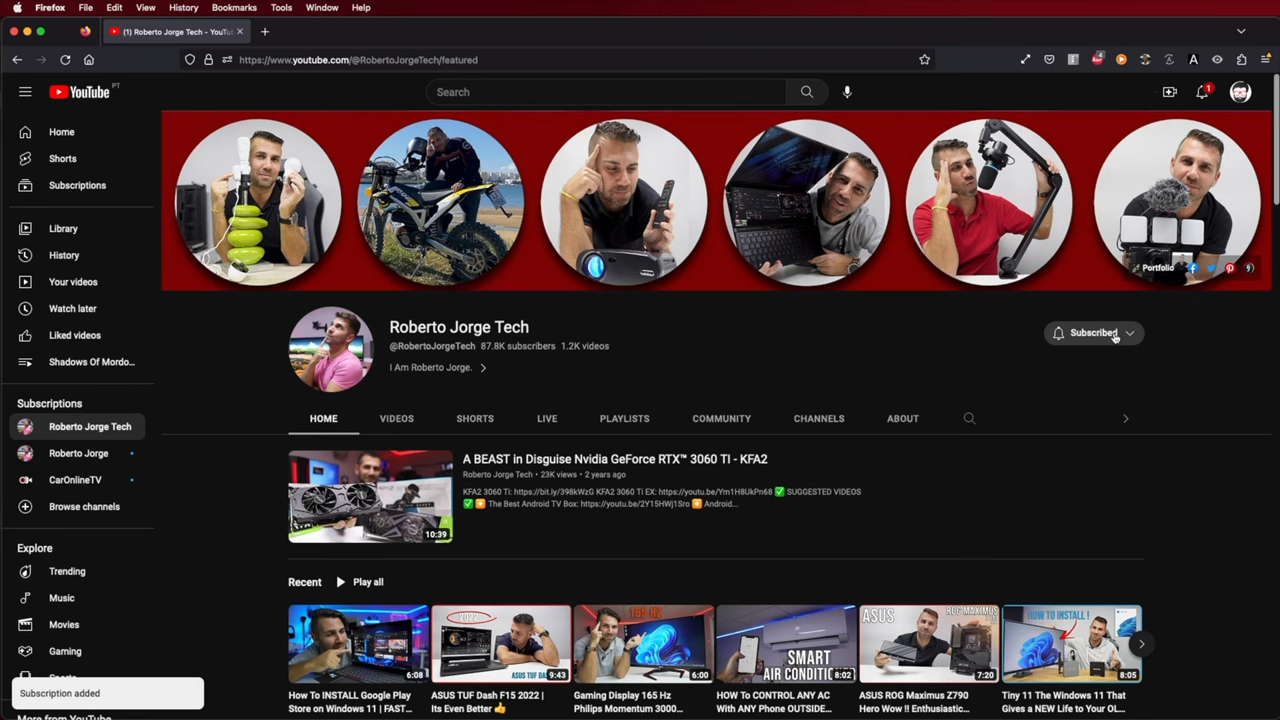 Firefox File Edit View History Bookmarks Tools Window Help
(1) Roberto Jorge Tech - YouTu
https://www.youtube.com/@RobertoJorgeTech/featured
4
YouTube PT
Search
1
Home
Shorts
Subscriptions
Library
History
Your videos
Watch later
Liked videos
Shadows Of Mordo...
Subscriptions
Roberto Jorge Tech
Roberto Jorge
CarOnlineTV
Browse channels
Explore
Trending
Music
Movies
Gaming
Subscription added
More from YouTube
Portfolio
Roberto Jorge Tech
@RobertoJorgeTech 87.8K subscribers 1.2K videos
I Am Roberto Jorge.
Subscribed
HOME VIDEOS SHORTS LIVE PLAYLISTS COMMUNITY CHANNELS ABOUT
10:39
A BEAST in Disguise Nvidia GeForce RTX™ 3060 TI - KFA2
Roberto Jorge Tech • 23K views • 2 years ago
KFA2 3060 Ti: https://bit.ly/398kWzG KFA2 3060 Ti EX: https://youtu.be/Ym1H8UkPn68 ✅ SUGGESTED VIDEOS
✅ The Best Android TV Box: https://youtu.be/2Y15HWj1Sro Android...
Recent Play all
6:08
2022
ASUS TUF Dash F15
9:43
165 HZ
6:00
SMART
AIR CONDITI
8:02
ASUS ROG MAXIMUS
7:20
HOW TO INSTALL !
8:05
How To INSTALL Google Play
Store on Windows 11 | FAST...
ASUS TUF Dash F15 2022 |
Its Even Better 👍
Gaming Display 165 Hz
Philips Momentum 3000...
HOW To CONTROL ANY AC
With ANY Phone OUTSIDE...
ASUS ROG Maximus Z790
Hero Wow !! Enthusiastic...
Tiny 11 The Windows 11 That
Gives a NEW Life to Your OL...